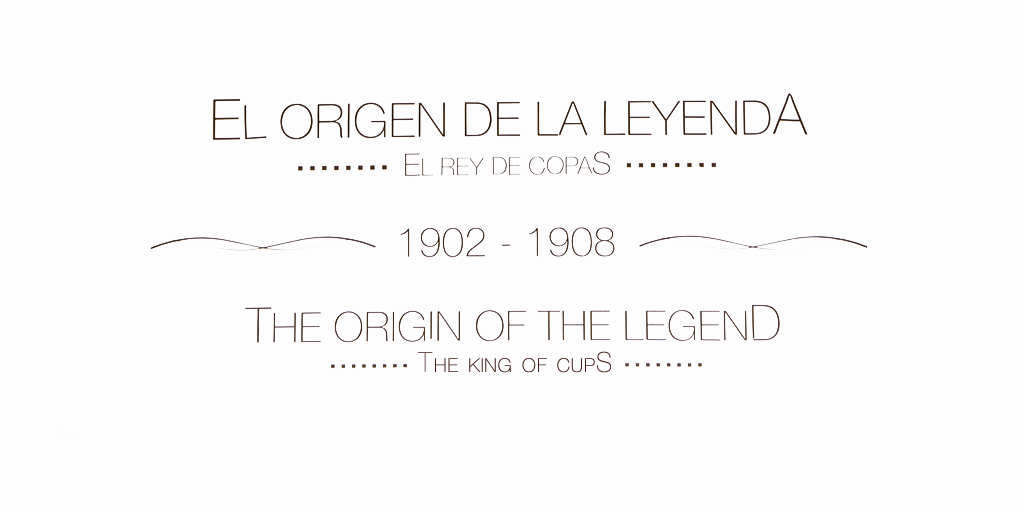 EL ORIGEN DE LA LEYENDA
EL REY DE COPAS
1902 - 1908
THE ORIGIN OF THE LEGEND
THE KING OF CUPS